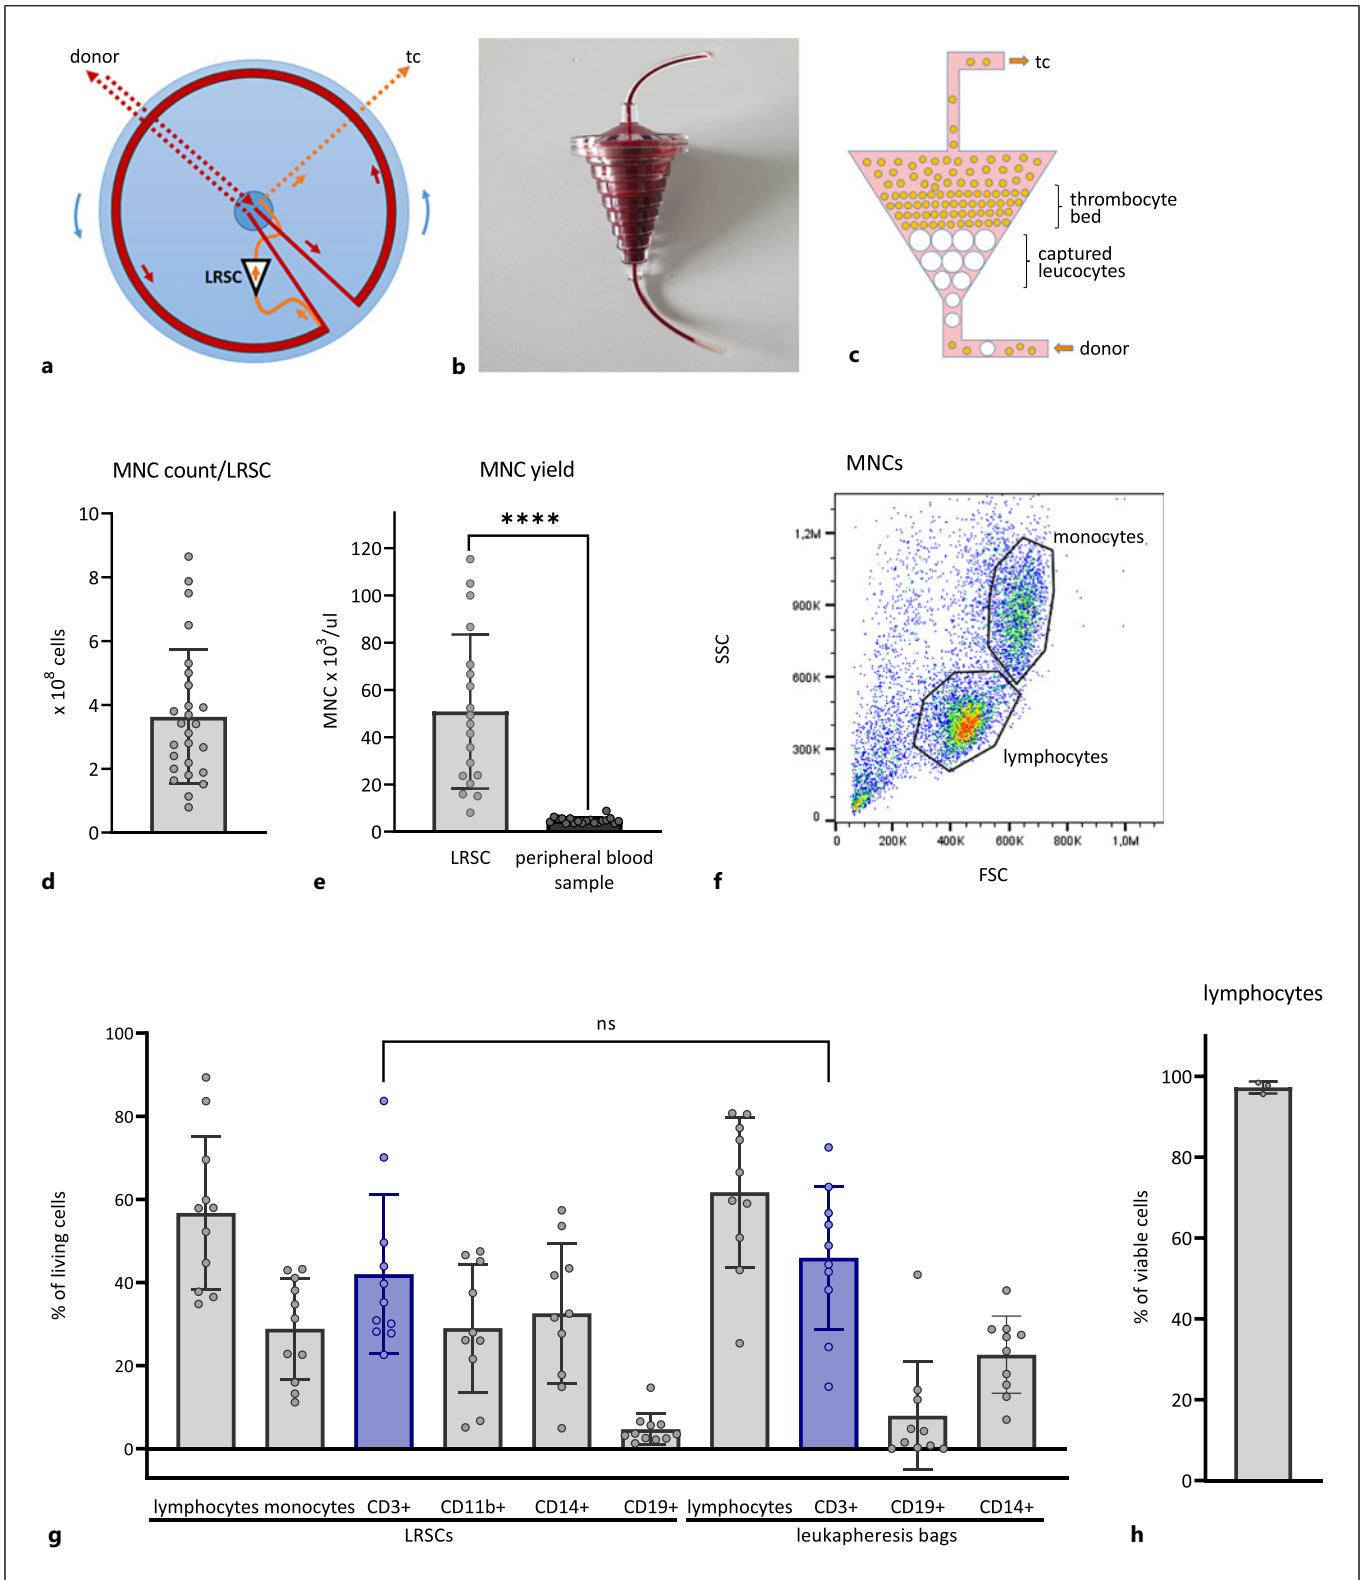 donor
tc
LRSC
a
b
tc
thrombocyte
bed
captured
leucocytes
donor
c
MNC count/LRSC
x 10⁸ cells
10
8
6
4
2
0
d
MNC yield
****
MNC x 10³/ul
120
100
80
60
40
20
0
LRSC
peripheral blood
sample
e
MNCs
SSC
1,2M
900K
600K
300K
0
monocytes
lymphocytes
0 200K 400K 600K 800K 1,0M
FSC
f
ns
% of living cells
100
80
60
40
20
0
lymphocytes monocytes CD3+ CD11b+ CD14+ CD19+ lymphocytes CD3+ CD19+ CD14+
LRSCs
leukapheresis bags
g
lymphocytes
% of viable cells
100
80
60
40
20
0
h